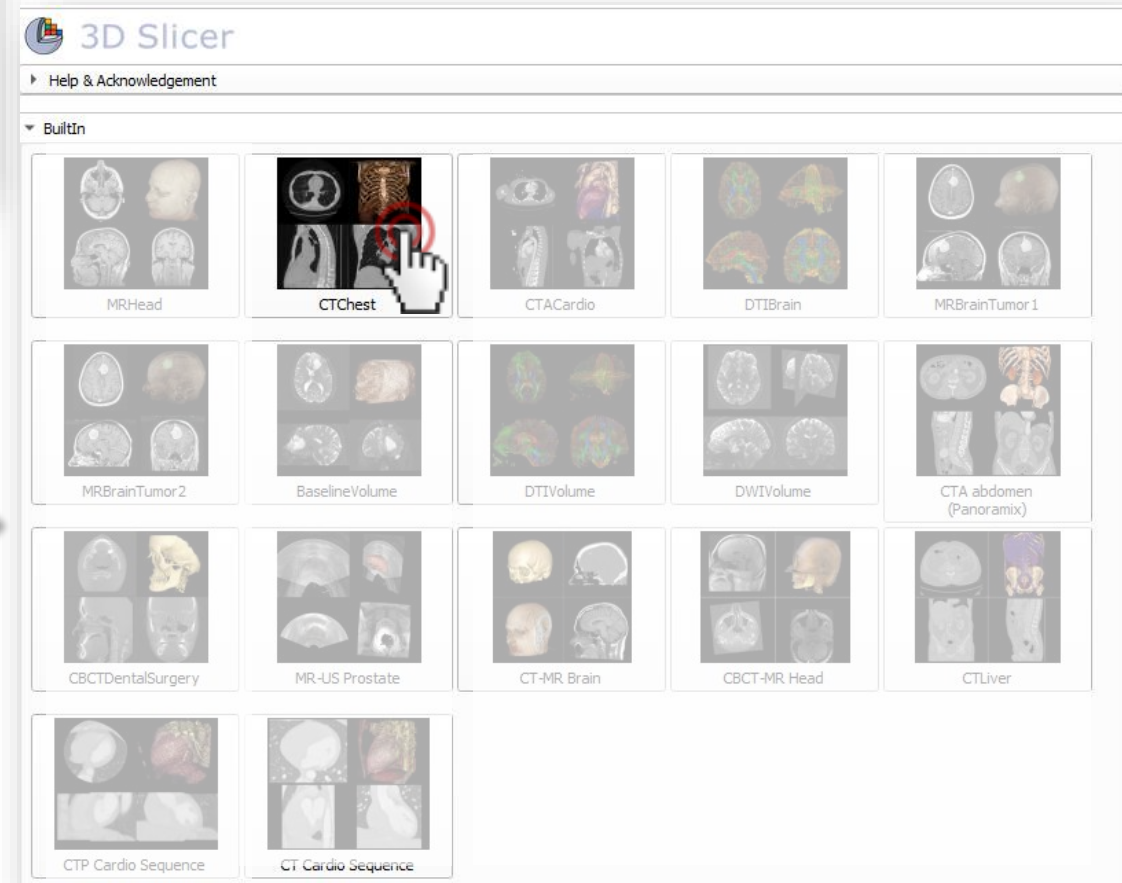 3D Slicer
Help & Acknowledgement
BuiltIn
MRHead
CTChest
CTACardio
DTIBrain
MRBrainTumor1
MRBrainTumor2
BaselineVolume
DTIVolume
DWIVolume
CTA abdomen
(Panoramix)
CBCTDentalSurgery
MR-US Prostate
CT-MR Brain
CBCT-MR Head
CTLiver
CTP Cardio Sequence
CT Cardio Sequence